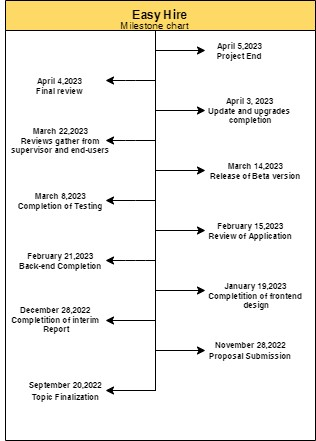 Easy Hire
Milestone chart
April 5,2023
Project End
April 4,2023
Final review
April 3, 2023
Update and upgrades
completion
March 22,2023
Reviews gather from
supervisor and end-users
March 14,2023
Release of Beta version
March 8,2023
Completion of Testing
February 15,2023
Review of Application
February 21,2023
Back-end Completion
January 19,2023
Completition of frontend
design
December 28,2022
Completition of interim
Report
November 28,2022
Proposal Submission
September 20,2022
Topic Finalization